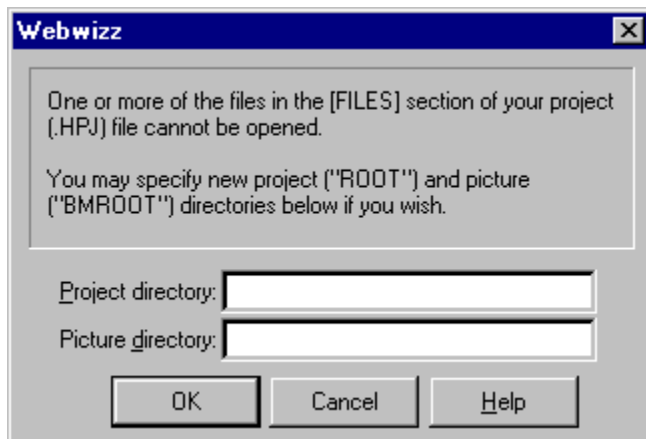 Webwizz
One or more of the files in the [FILES] section of your project
(.HPJ) file cannot be opened.
You may specify new project ("ROOT") and picture
("BMROOT") directories below if you wish.
Project directory:
Picture directory:
OK Cancel Help